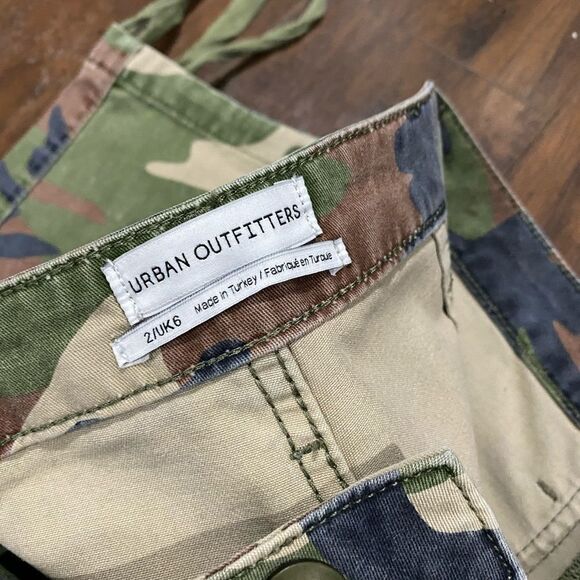 URBAN OUTFITTERS
2/UK6 Made in Turkey / Fabriqué en Turquie